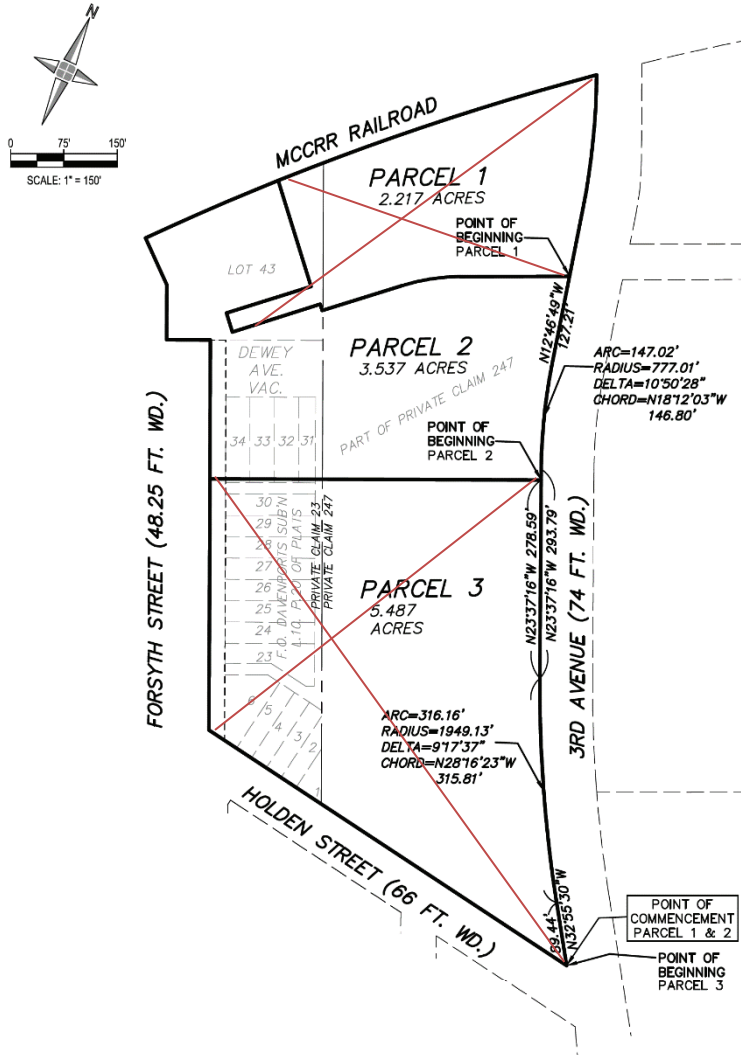 N
0 75' 150'
SCALE: 1" = 150'
MCCRR RAILROAD
PARCEL 1
2.217 ACRES
POINT OF
BEGINNING
PARCEL 1
LOT 43
N12°46'49"W
127.21'
PARCEL 2
3.537 ACRES
DEWEY
AVE.
VAC.
ARC=147.02'
RADIUS=777.01'
DELTA=10°50'28"
CHORD=N18°12'03"W
146.80'
PART OF PRIVATE CLAIM 247
34 33 32 31
POINT OF
BEGINNING
PARCEL 2
FORSYTH STREET (48.25 FT. WD.)
30
29
28
27
26
25
24
23
F.O. DAVENPORTS SUB'N
L.10, P.20 OF PLATS
PRIVATE CLAIM 23
PRIVATE CLAIM 247
N23°37'16"W 278.59'
N23°37'16"W 293.79'
3RD AVENUE (74 FT. WD.)
PARCEL 3
5.487
ACRES
6
5
4
3
2
1
ARC=316.16'
RADIUS=1949.13'
DELTA=9°17'37"
CHORD=N28°16'23"W
315.81'
HOLDEN STREET (66 FT. WD.)
89.44'
N32°55'30"W
POINT OF
COMMENCEMENT
PARCEL 1 & 2
POINT OF
BEGINNING
PARCEL 3